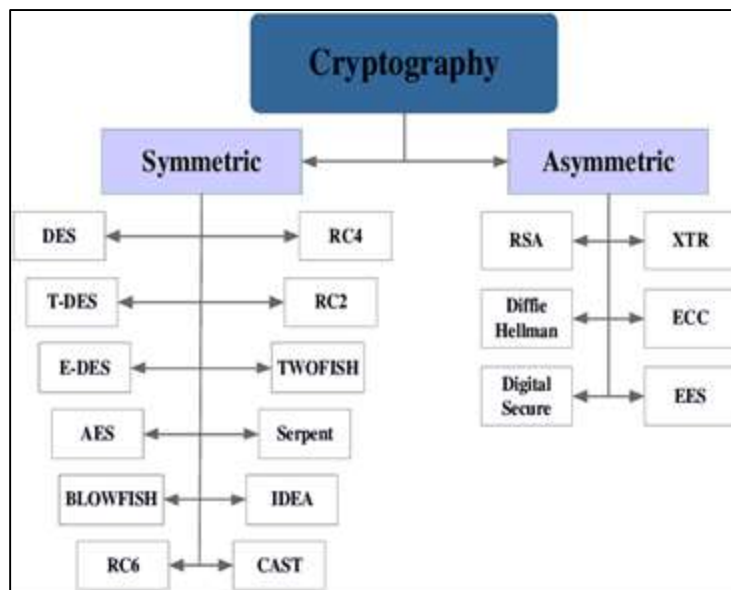 Cryptography
Symmetric
Asymmetric
DES
RC4
T-DES
RC2
E-DES
TWOFISH
AES
Serpent
BLOWFISH
IDEA
RC6
CAST
RSA
XTR
Diffie
Hellman
ECC
Digital
Secure
EES